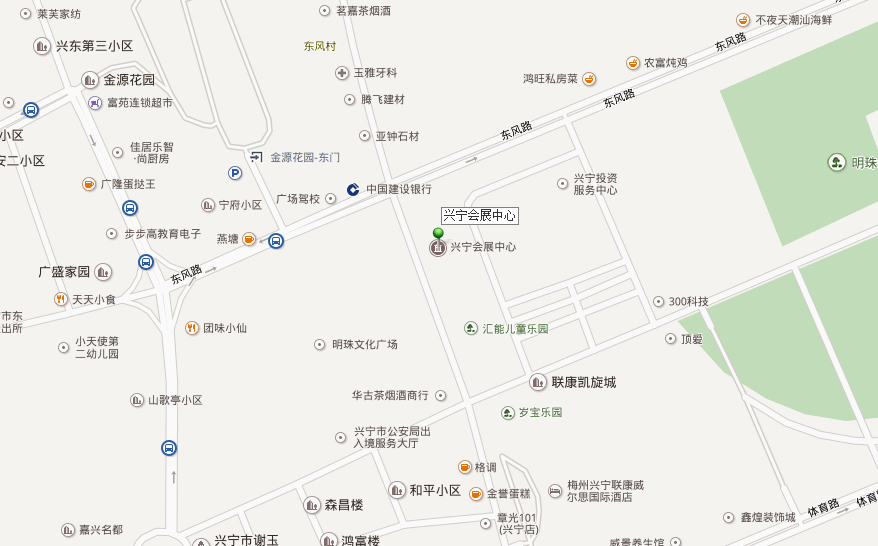 莱芙家纺
茗嘉茶烟酒
不夜天潮汕海鲜
兴东第三小区
东风村
东风路
金源花园
玉雅牙科
农富炖鸡
鸿旺私房菜
富苑连锁超市
腾飞建材
东风路
小区
亚钟石材
东风路
佳居乐智
·尚厨房
安二小区
金源花园-东门
明珠
广隆蛋挞王
中国建设银行
兴宁投资
服务中心
宁府小区
广场驾校
兴宁会展中心
步步高教育电子
燕塘
兴宁会展中心
广盛家园
东风路
天天小食
300科技
市东
出所
团味小仙
汇能儿童乐园
小天使第
二幼儿园
明珠文化广场
顶爱
联康凯旋城
山歌亭小区
华古茶烟酒商行
岁宝乐园
兴宁市公安局出
入境服务大厅
格调
和平小区
金誉蛋糕
梅州兴宁联康威
尔思国际酒店
森昌楼
章光101
(兴宁店)
鑫煌装饰城
体育路
体育路
嘉兴名都
兴宁市谢玉
鸿富楼
威景养生馆